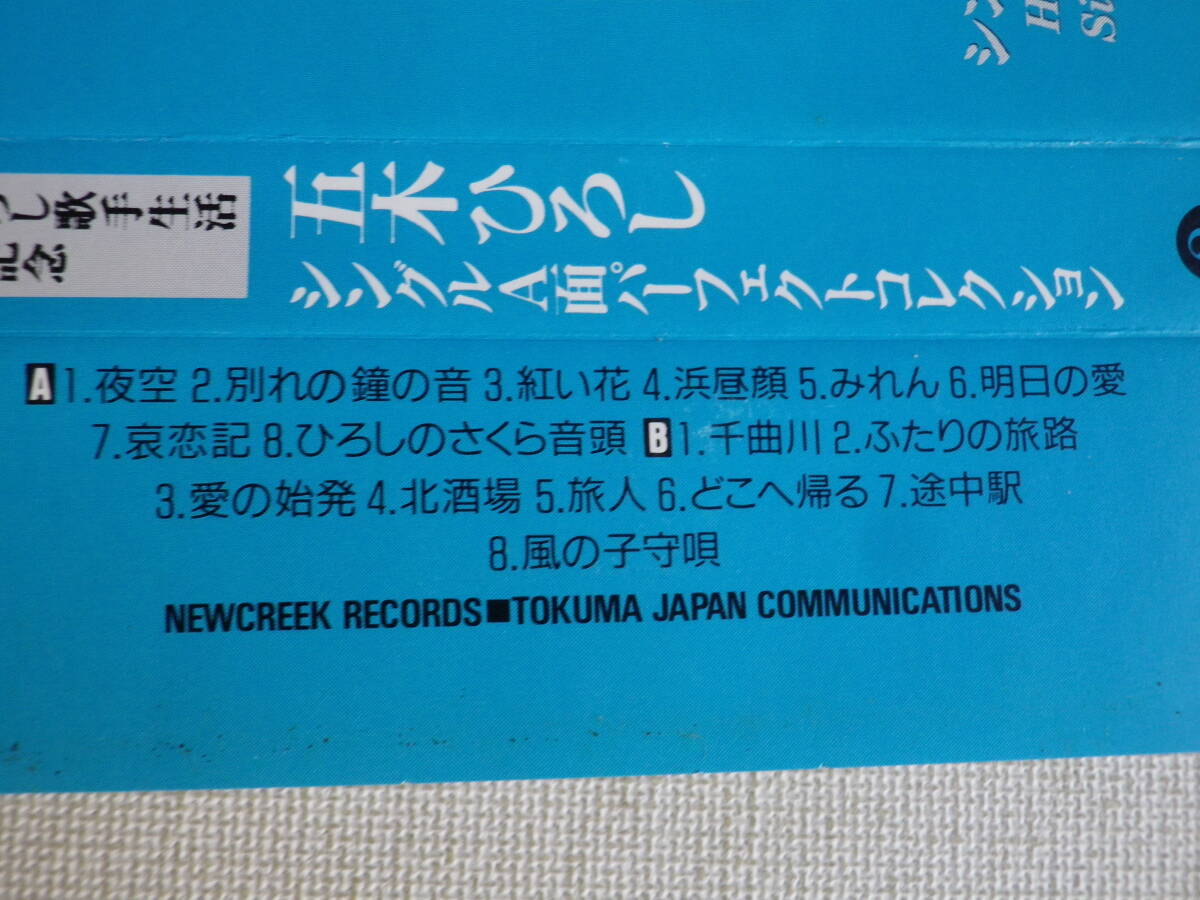 五木ひろし
シングルA面パーフェクトコレクション
し歌手生活
記念
A 1.夜空 2.別れの鐘の音 3.紅い花 4.浜昼顔 5.みれん 6.明日の愛
7.哀恋記 8.ひろしのさくら音頭 B 1.千曲川 2.ふたりの旅路
3.愛の始発 4.北酒場 5.旅人 6.どこへ帰る 7.途中駅
8.風の子守唄
NEWCREEK RECORDS■TOKUMA JAPAN COMMUNICATIONS